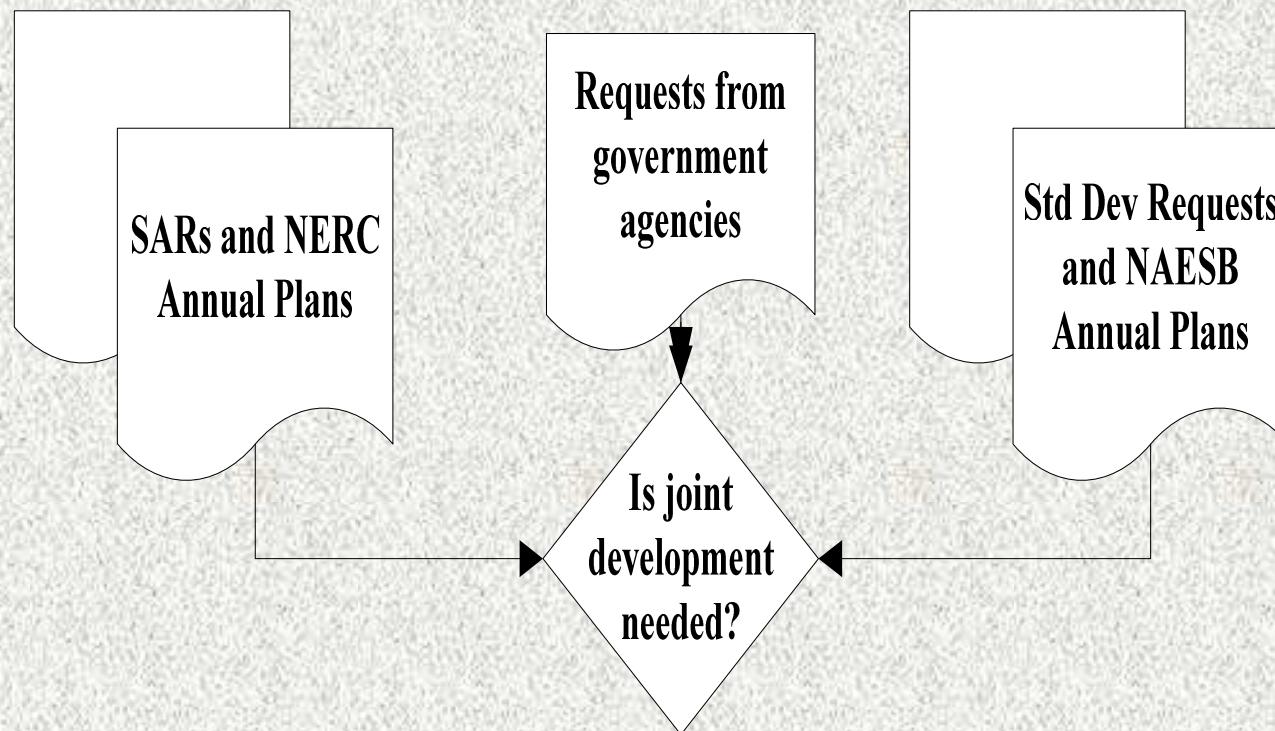 Requests from
government
agencies
SARs and NERC
Annual Plans
Std Dev Requests
and NAESB
Annual Plans
Is joint
development
needed?